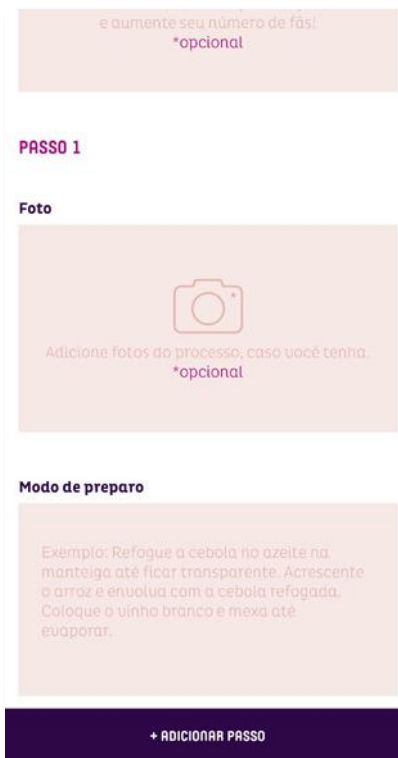 e aumente seu número de fãs!
*opcional
PASSO 1
Foto
Adicione fotos do processo, caso você tenha.
*opcional
Modo de preparo
Exemplo: Refogue a cebola no azeite na
manteiga até ficar transparente. Acrescente
o arroz e envolva com a cebola refogada.
Coloque o vinho branco e mexa até
evaporar.
+ ADICIONAR PASSO